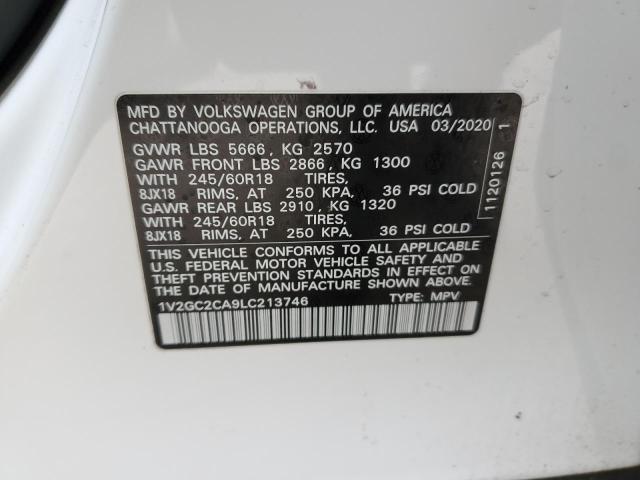 MFD BY VOLKSWAGEN GROUP OF AMERICA
CHATTANOOGA OPERATIONS, LLC. USA 03/2020
GVWR LBS 5666, KG 2570
GAWR FRONT LBS 2866, KG 1300
WITH 245/60R18 TIRES,
8JX18 RIMS, AT 250 KPA, 36 PSI COLD
GAWR REAR LBS 2910, KG 1320
WITH 245/60R18 TIRES,
8JX18 RIMS, AT 250 KPA, 36 PSI COLD
THIS VEHICLE CONFORMS TO ALL APPLICABLE
U.S. FEDERAL MOTOR VEHICLE SAFETY AND
THEFT PREVENTION STANDARDS IN EFFECT ON
THE DATE OF MANUFACTURE SHOWN ABOVE
1V2GC2CA9LC213746 TYPE: MPV
1120126 1